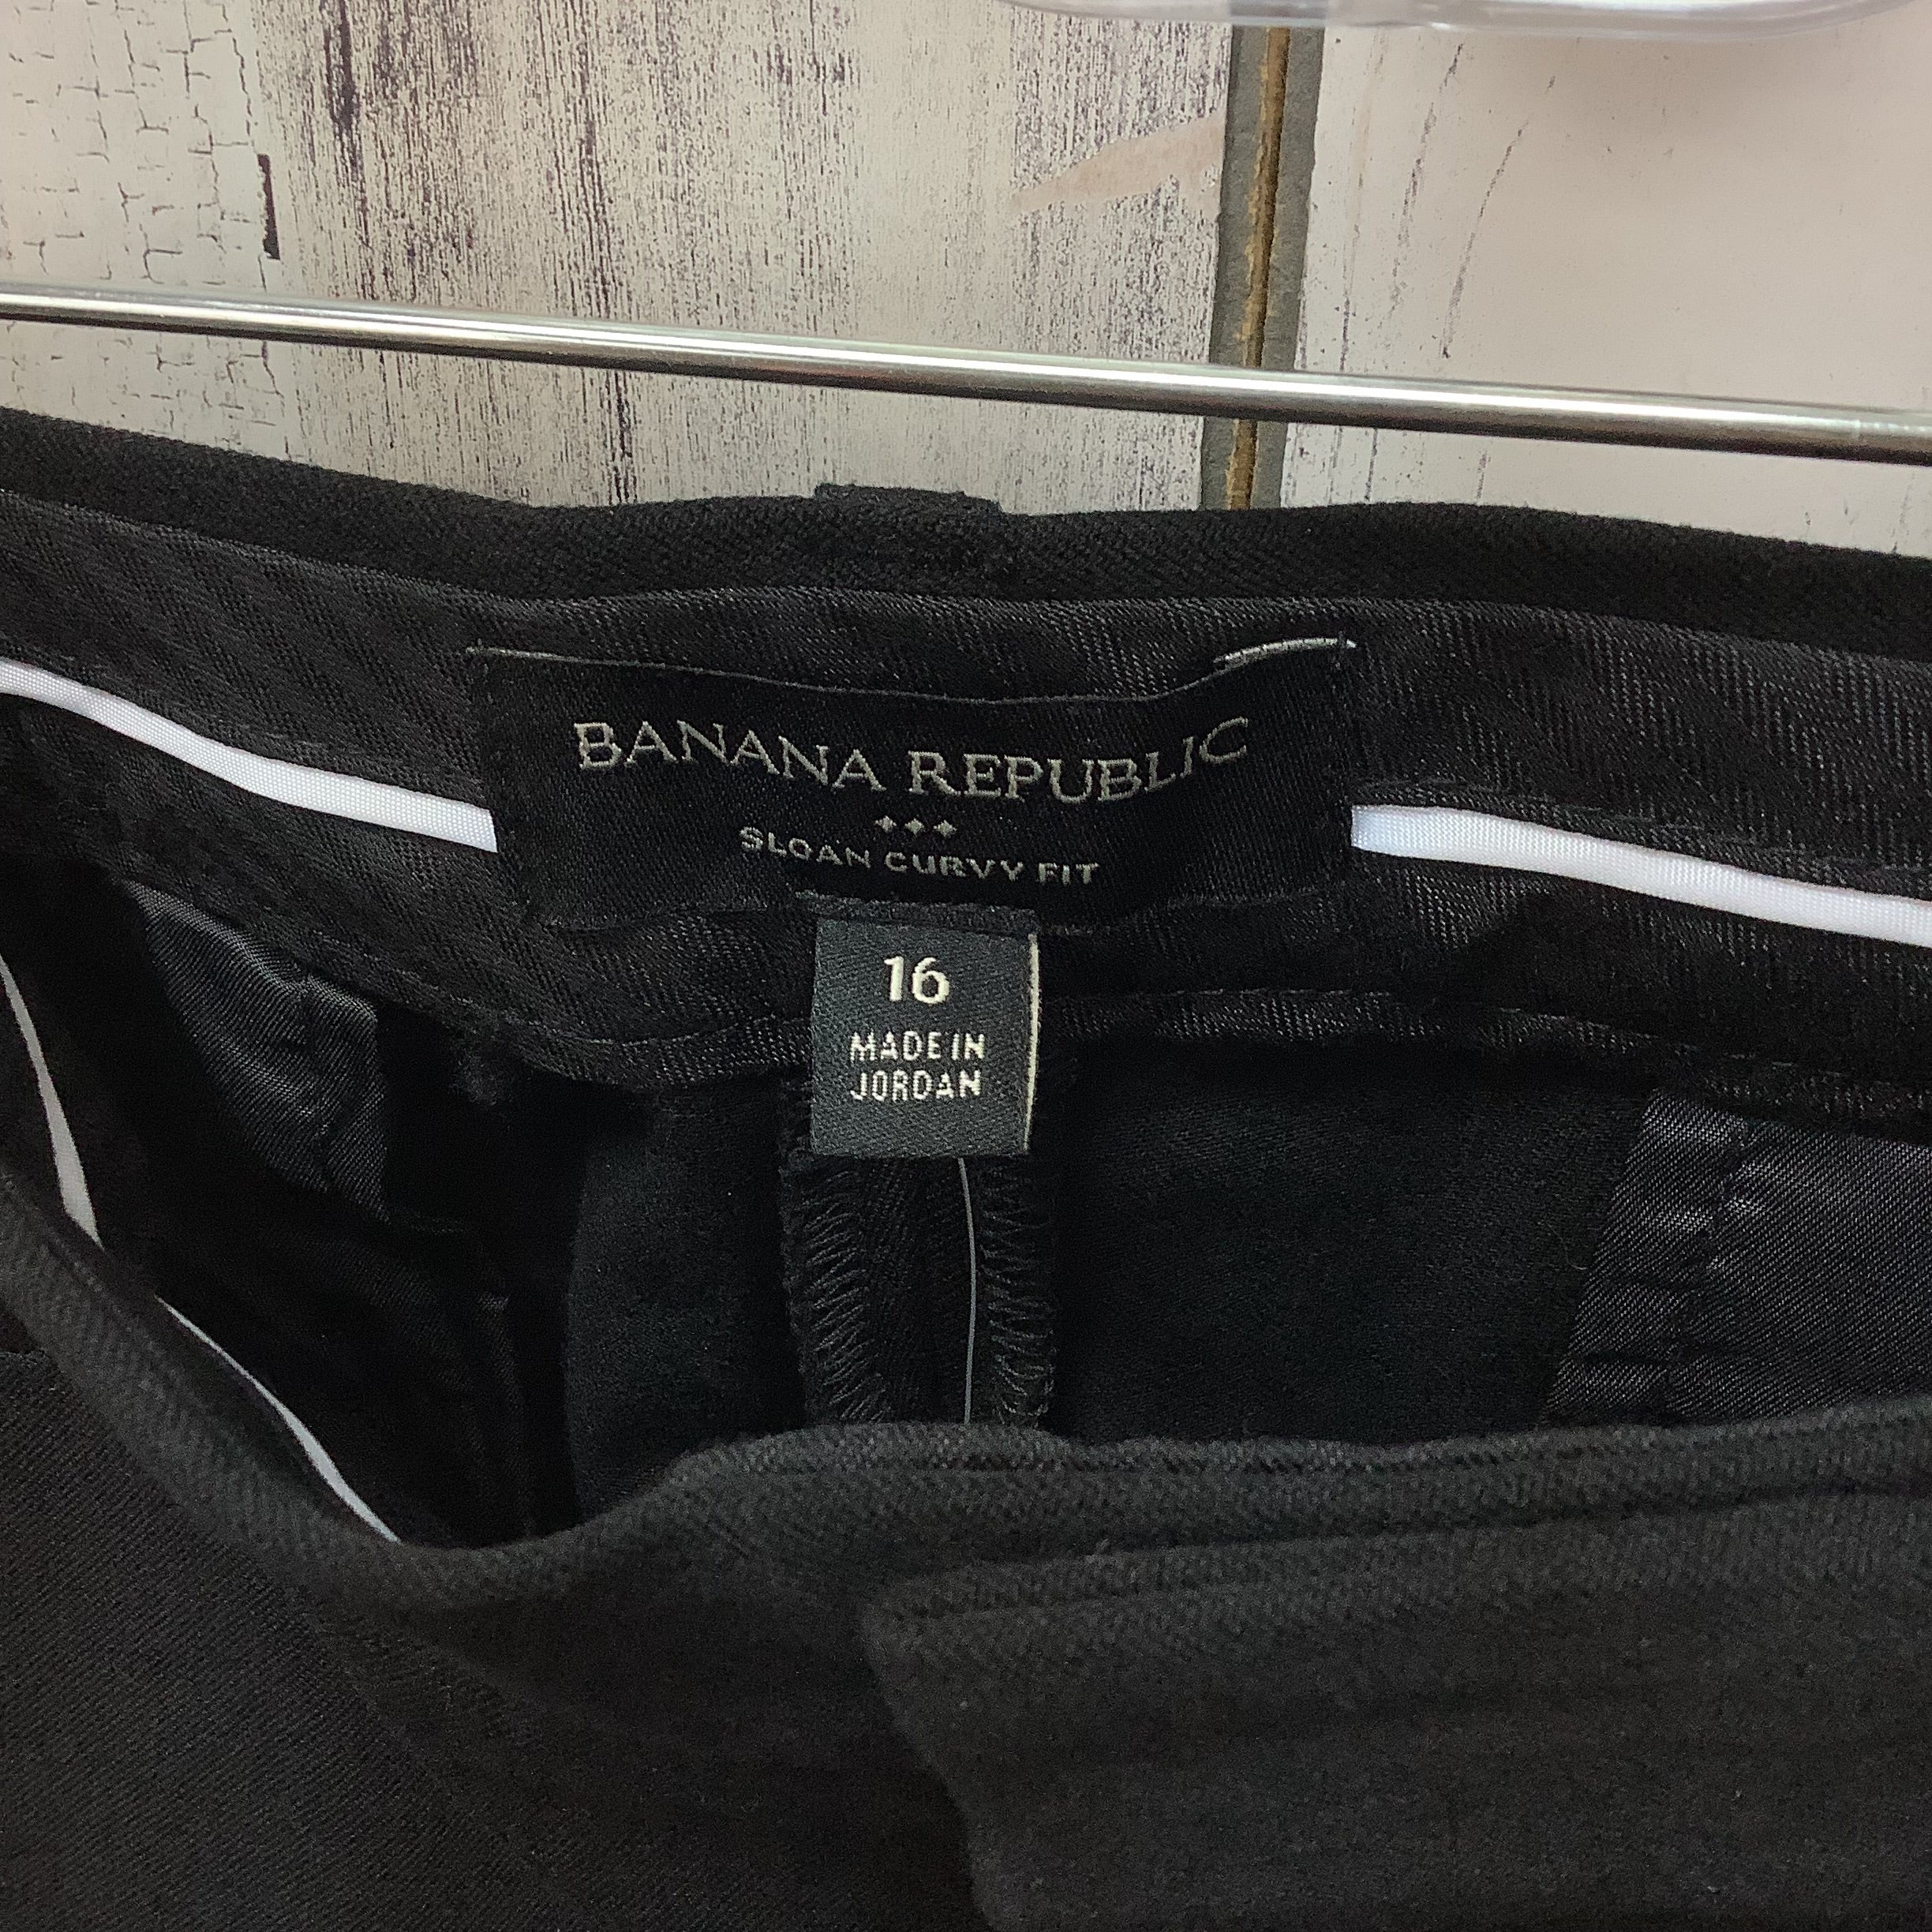 BANANA REPUBLIC
SLOAN CURVY FIT
16
MADE IN
JORDAN